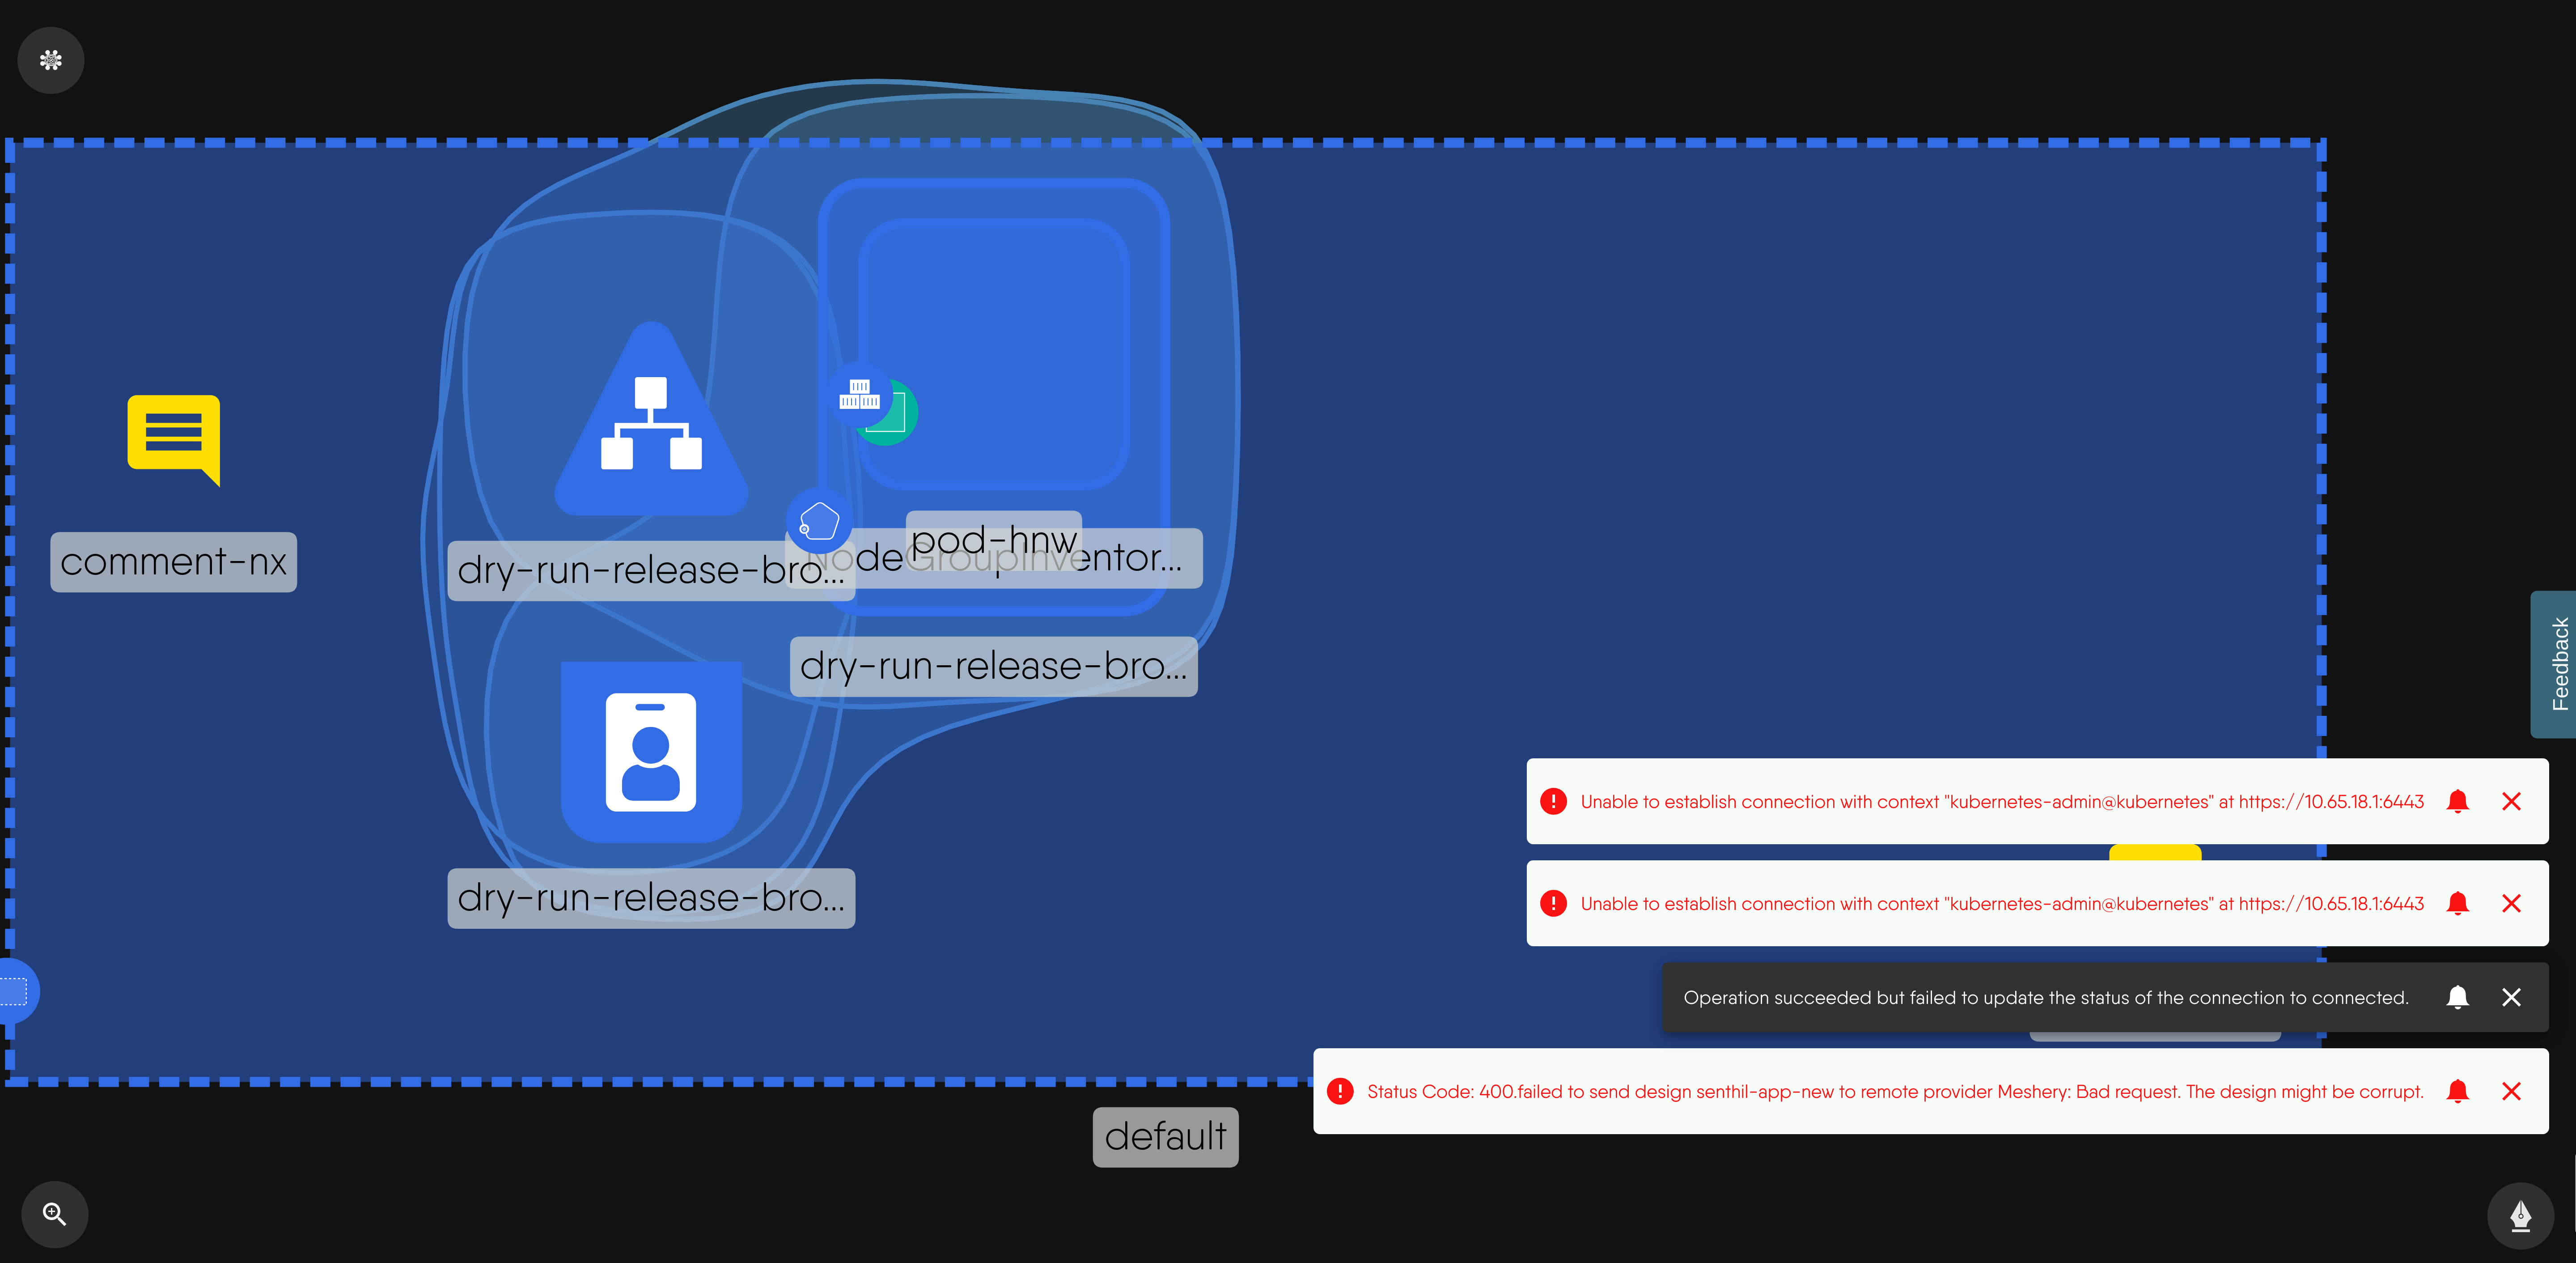 comment-nx
dry-run-release-bro...
pod-hnw
NodeGroupInventor...
dry-run-release-bro...
dry-run-release-bro...
Feedback
Unable to establish connection with context "kubernetes-admin@kubernetes" at https://10.65.18.1:6443
Unable to establish connection with context "kubernetes-admin@kubernetes" at https://10.65.18.1:6443
Operation succeeded but failed to update the status of the connection to connected.
Status Code: 400.failed to send design senthil-app-new to remote provider Meshery: Bad request. The design might be corrupt.
default